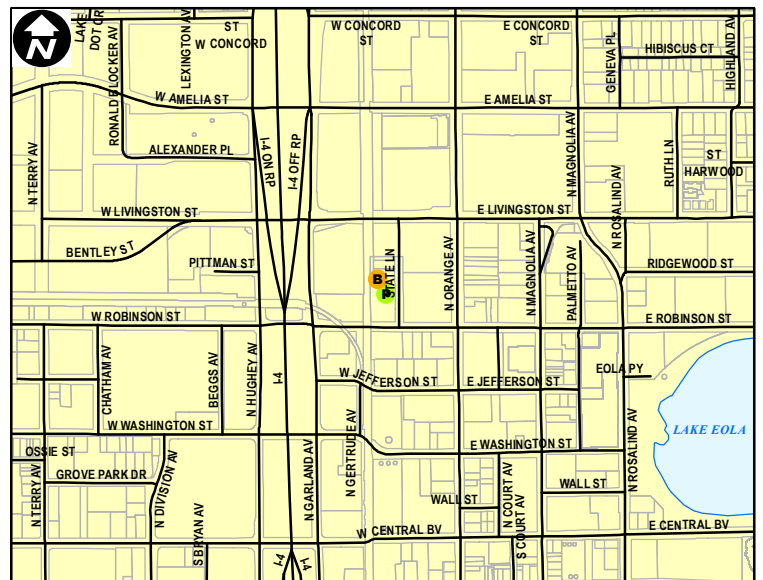 N
LAKE
DOT CR
RONALD BLOCKER AV
LEXINGTON AV
ST
W CONCORD
W CONCORD
ST
E CONCORD
ST
GENEVA PL
HIBISCUS CT
HIGHLAND AV
W AMELIA ST
E AMELIA ST
N TERRY AV
ALEXANDER PL
I-4 ON RP
I-4 OFF RP
N MAGNOLIA AV
N ROSALIND AV
RUTH LN
ST
HARWOOD
W LIVINGSTON ST
E LIVINGSTON ST
BENTLEY ST
PITTMAN ST
B
P
STATE LN
N ORANGE AV
N MAGNOLIA AV
PALMETTO AV
RIDGEWOOD ST
W ROBINSON ST
E ROBINSON ST
CHATHAM AV
BEGGS AV
N HUGHEY AV
I-4
W JEFFERSON ST
E JEFFERSON ST
EOLA PY
LAKE EOLA
W WASHINGTON ST
E WASHINGTON ST
N GERTRUDE AV
N ROSALIND AV
OSSIE ST
GROVE PARK DR
N TERRY AV
N DIVISION AV
S BRYAN AV
N GARLAND AV
WALL ST
WALL ST
N COURT AV
S COURT AV
W CENTRAL BV
E CENTRAL BV
I-4
I-4